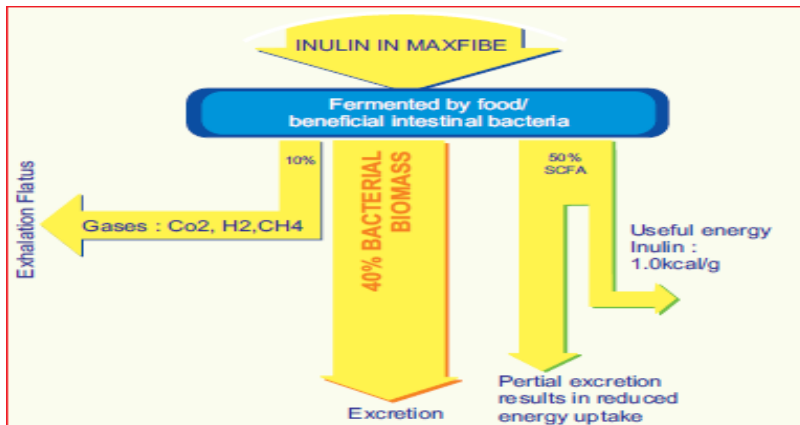 INULIN IN MAXFIBE
Fermented by food/
beneficial intestinal bacteria
10%
50%
SCFA
40% BACTERIAL
BIOMASS
Exhalation Flatus
Gases : Co2, H2,CH4
Useful energy
Inulin :
1.0kcal/g
Excretion
Pertial excretion
results in reduced
energy uptake